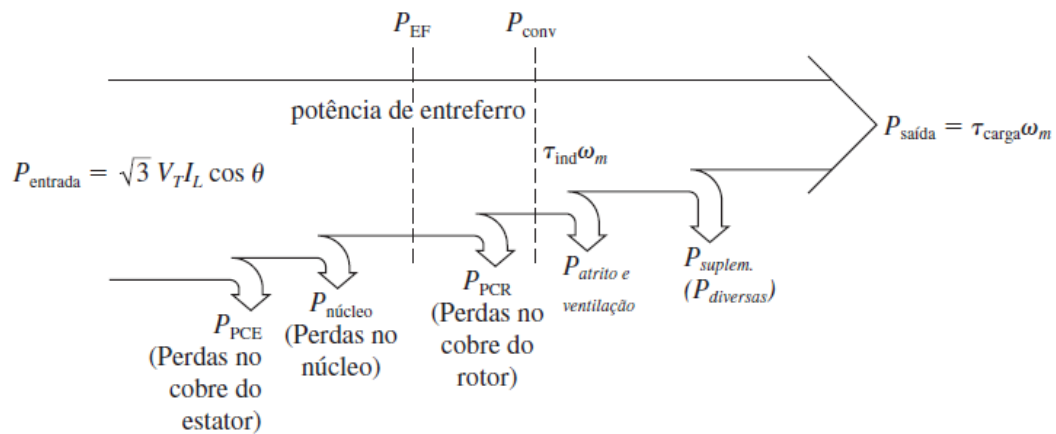 P_EF
P_conv
potência de entreferro
P_saída = τ_carga ω_m
τ_ind ω_m
P_entrada = √3 V_T I_L cos θ
P_PCE
(Perdas no
cobre do
estator)
P_núcleo
(Perdas no
núcleo)
P_PCR
(Perdas no
cobre do
rotor)
P_atrito e
ventilação
P_suplem.
(P_diversas)